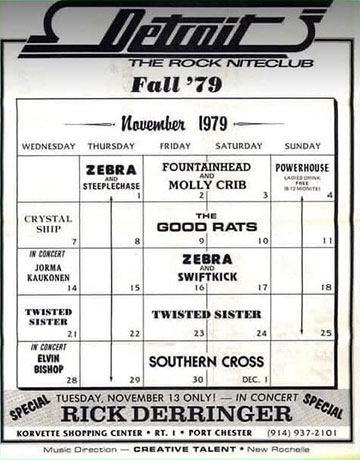 Detroit
THE ROCK NITECLUB
Fall '79
November 1979
WEDNESDAY THURSDAY FRIDAY SATURDAY SUNDAY
ZEBRA
AND
STEEPLECHASE
1
FOUNTAINHEAD
AND
MOLLY CRIB
2 3
POWERHOUSE
LADIES DRINK
FREE
4
CRYSTAL
SHIP
7 8
THE
GOOD RATS
9 10 11
IN CONCERT
JORMA
KAUKONEN
14 15
ZEBRA
AND
SWIFTKICK
16 17 18
TWISTED
SISTER
21 22
TWISTED SISTER
23 24 25
IN CONCERT
ELVIN
BISHOP
28 29
SOUTHERN CROSS
30 DEC. 1
SPECIAL TUESDAY, NOVEMBER 13 ONLY! — IN CONCERT SPECIAL
RICK DERRINGER
KORVETTE SHOPPING CENTER • RT. 1 • PORT CHESTER (914) 937-2101
Music Direction — CREATIVE TALENT • New Rochelle